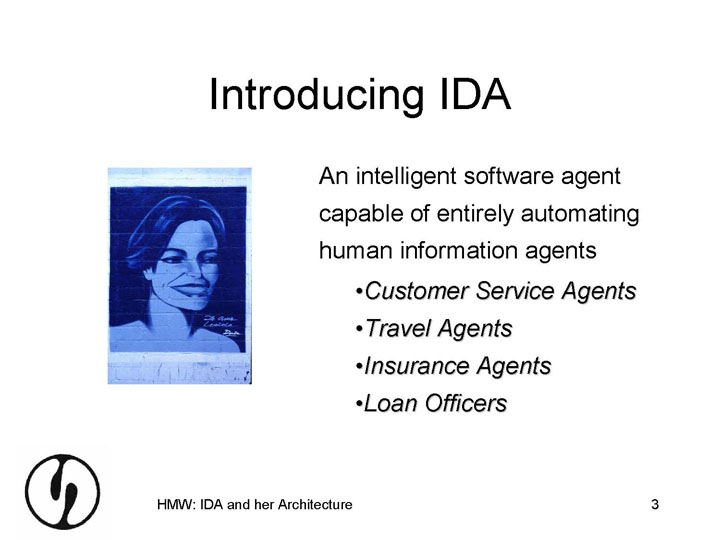 Introducing IDA
An intelligent software agent
capable of entirely automating
human information agents
•Customer Service Agents
•Travel Agents
•Insurance Agents
•Loan Officers
HMW: IDA and her Architecture
3